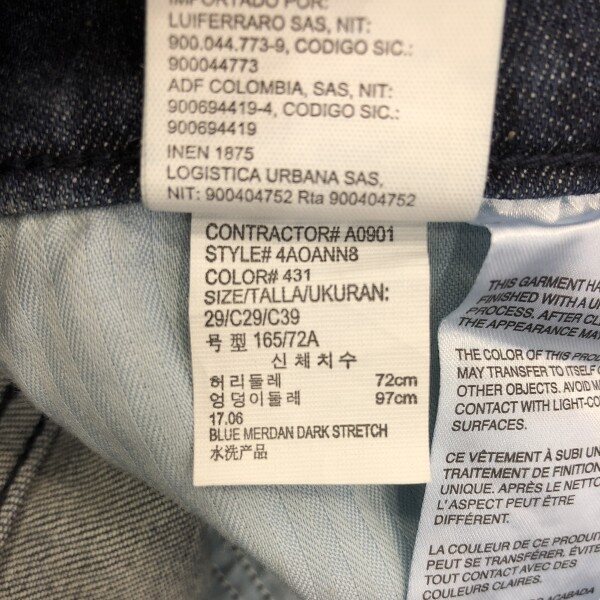 IMPORTADO POR:
LUIFERRARO SAS, NIT:
900.044.773-9, CODIGO SIC.:
900044773
ADF COLOMBIA, SAS, NIT:
900694419-4, CODIGO SIC.:
900694419
INEN 1875
LOGISTICA URBANA SAS,
NIT: 900404752 Rta 900404752
CONTRACTOR# A0901
STYLE# 4AOANN8
COLOR# 431
SIZE/TALLA/UKURAN:
29/C29/C39
号 型 165/72A
신 체 치 수
허리둘레 72cm
엉덩이둘레 97cm
17.06
BLUE MERDAN DARK STRETCH
水洗产品
THIS GARMENT HA
FINISHED WITH A U
PROCESS. AFTER CL
THE APPEARANCE MA
THE COLOR OF THIS PROD
MAY TRANSFER TO ITSELF O
OTHER OBJECTS. AVOID
CONTACT WITH LIGHT-CO
SURFACES.
CE VÊTEMENT À SUBI UN
TRAITEMENT DE FINITION
UNIQUE. APRÈS LE NETTO
L'ASPECT PEUT ÊTRE
DIFFÉRENT.
LA COULEUR DE CE PRODUI
PEUT SE TRANSFÉRER, ÉVITE
TOUT CONTACT AVEC DES
COULEURS CLAIRES.
ACABADA